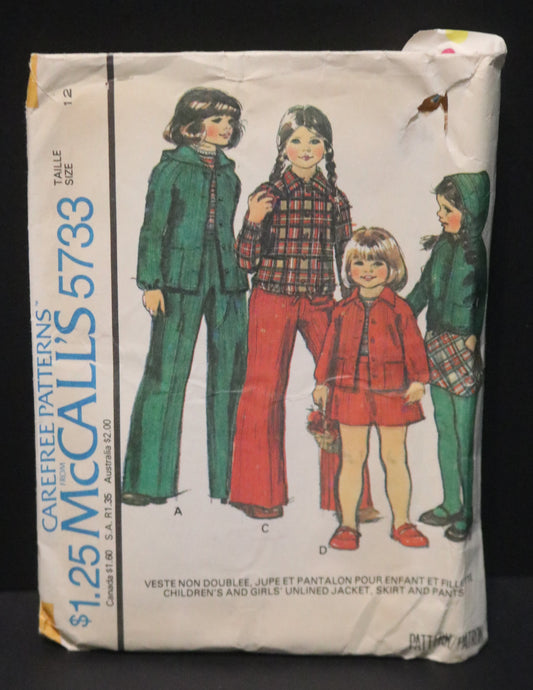 CAREFREE PATTERNS™
$1.25 FROM McCALL'S 5733 TAILLE SIZE 12
Canada $1.60 S.A. R1.35 Australia $2.00
A
C
D
VESTE NON DOUBLEE, JUPE ET PANTALON POUR ENFANT ET FILLETTE
CHILDREN'S AND GIRLS' UNLINED JACKET, SKIRT AND PANTS
PATTERN/PATRON